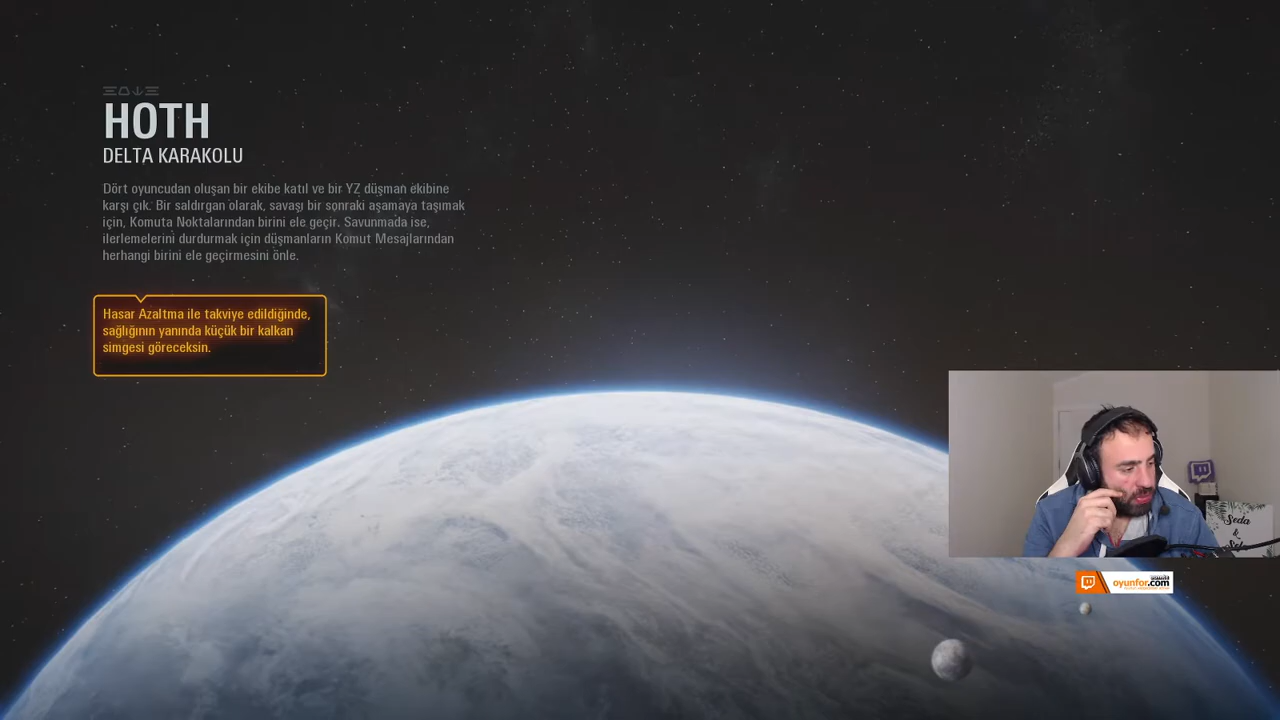 HOTH
DELTA KARAKOLU
Dört oyuncudan oluşan bir ekibe katıl ve bir YZ düşman ekibine
karşı çık. Bir saldırgan olarak, savaşı bir sonraki aşamaya taşımak
için, Komuta Noktalarından birini ele geçir. Savunmada ise,
ilerlemelerini durdurmak için düşmanların Komut Mesajlarından
herhangi birini ele geçirmesini önle.
Hasar Azaltma ile takviye edildiğinde,
sağlığının yanında küçük bir kalkan
simgesi göreceksin.
Seda
&
oyunfor.com